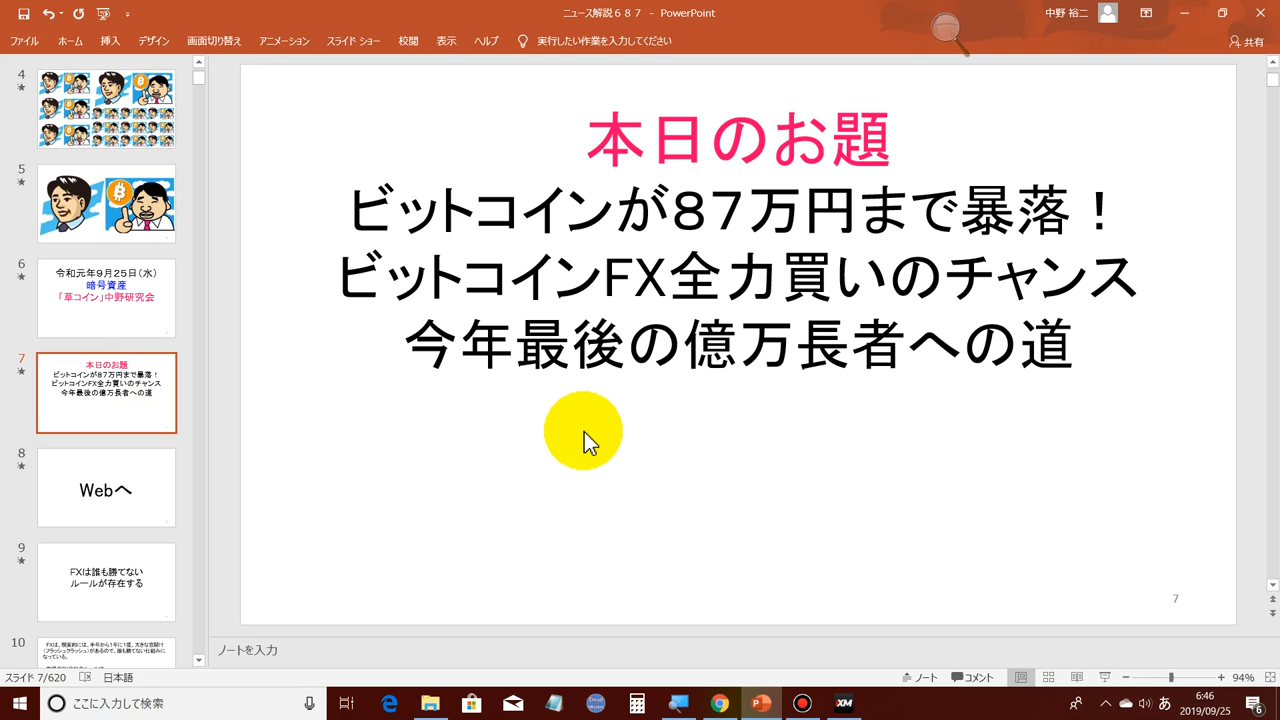 ニュース解説６８７ - PowerPoint
中野 裕二
ファイル ホーム 挿入 デザイン 画面切り替え アニメーション スライド ショー 校閲 表示 ヘルプ 実行したい作業を入力してください 共有
4
5
6
令和元年９月２５日（水）
暗号資産
「草コイン」中野研究会
7
本日のお題
ビットコインが８７万円まで暴落！
ビットコインFX全力買いのチャンス
今年最後の億万長者への道
8
Webへ
9
FXは誰も勝てない
ルールが存在する
10
本日のお題
ビットコインが８７万円まで暴落！
ビットコインFX全力買いのチャンス
今年最後の億万長者への道
7
ノートを入力
スライド 7/620 日本語 ノート コメント 94%
ここに入力して検索
XM
あ
6:46
2019/09/25
6